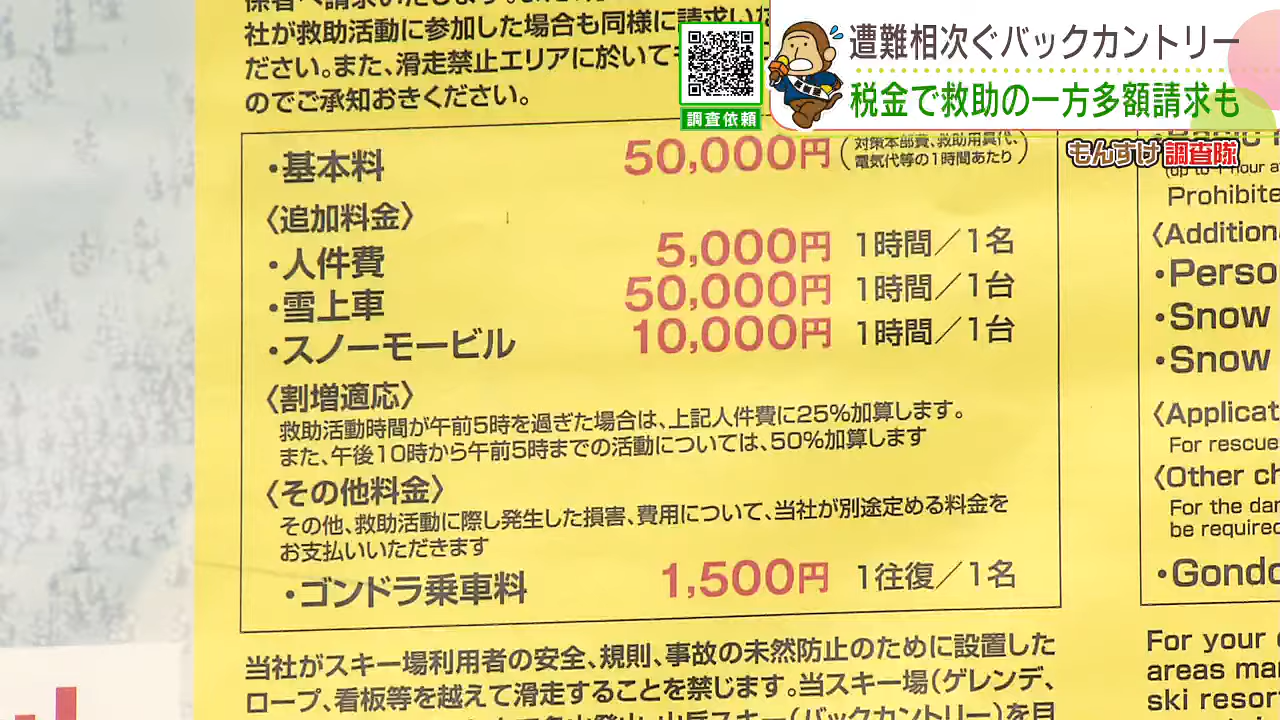 社が救助活動に参加した場合も同様に請求い
ださい。また、滑走禁止エリアに於いて
のでご承知おきください。
調査依頼
遭難相次ぐバックカントリー
税金で救助の一方多額請求も
もんすけ調査隊
・基本料 50,000円 (対策本部費、救助用具代、
電気代等の1時間あたり)
〈追加料金〉
・人件費 5,000円 1時間／1名
・雪上車 50,000円 1時間／1台
・スノーモービル 10,000円 1時間／1台
〈割増適応〉
救助活動時間が午前5時を過ぎた場合は、上記人件費に25%加算します。
また、午後10時から午前5時までの活動については、50%加算します
〈その他料金〉
その他、救助活動に際し発生した損害、費用について、当社が別途定める料金を
お支払いいただきます
・ゴンドラ乗車料 1,500円 1往復／1名
当社がスキー場利用者の安全、規則、事故の未然防止のために設置した
ロープ、看板等を越えて滑走することを禁じます。当スキー場(ゲレンデ、
Prohibite
〈Addition
・Perso
・Snow
・Snow
〈Applicat
For rescue
〈Other ch
For the da
be required
・Gondo
For your
areas ma
ski resor